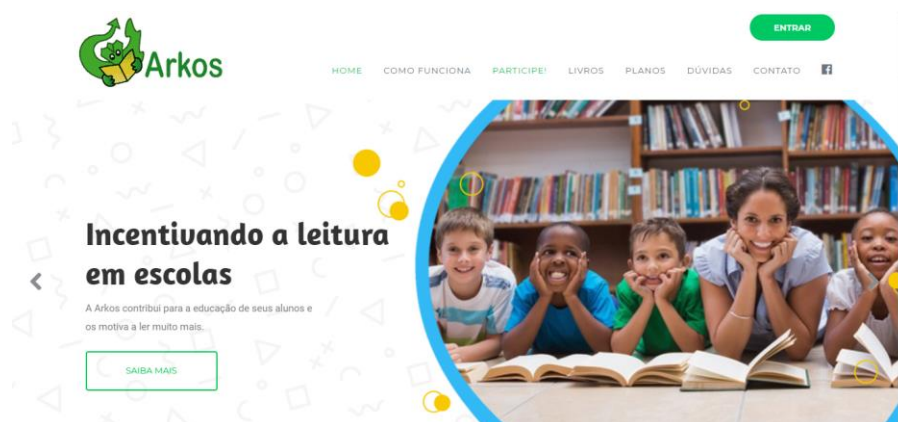 Arkos
ENTRAR
HOME COMO FUNCIONA PARTICIPE! LIVROS PLANOS DÚVIDAS CONTATO
Incentivando a leitura
em escolas
A Arkos contribui para a educação de seus alunos e
os motiva a ler muito mais.
SAIBA MAIS